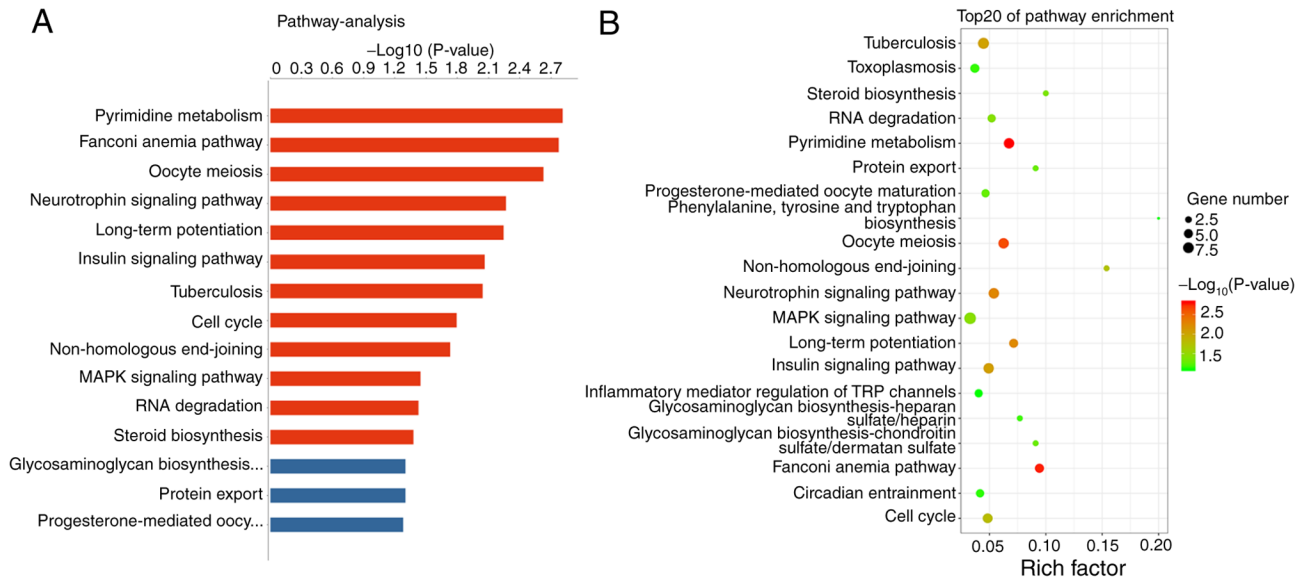 A
Pathway-analysis
–Log10 (P-value)
0 0.3 0.6 0.9 1.2 1.5 1.8 2.1 2.4 2.7
Pyrimidine metabolism
Fanconi anemia pathway
Oocyte meiosis
Neurotrophin signaling pathway
Long-term potentiation
Insulin signaling pathway
Tuberculosis
Cell cycle
Non-homologous end-joining
MAPK signaling pathway
RNA degradation
Steroid biosynthesis
Glycosaminoglycan biosynthesis...
Protein export
Progesterone-mediated oocy...
B
Top20 of pathway enrichment
Tuberculosis
Toxoplasmosis
Steroid biosynthesis
RNA degradation
Pyrimidine metabolism
Protein export
Progesterone-mediated oocyte maturation
Phenylalanine, tyrosine and tryptophan
biosynthesis
Oocyte meiosis
Non-homologous end-joining
Neurotrophin signaling pathway
MAPK signaling pathway
Long-term potentiation
Insulin signaling pathway
Inflammatory mediator regulation of TRP channels
Glycosaminoglycan biosynthesis-heparan
sulfate/heparin
Glycosaminoglycan biosynthesis-chondroitin
sulfate/dermatan sulfate
Fanconi anemia pathway
Circadian entrainment
Cell cycle
0.05 0.10 0.15 0.20
Rich factor
Gene number
2.5
5.0
7.5
–Log10(P-value)
2.5
2.0
1.5